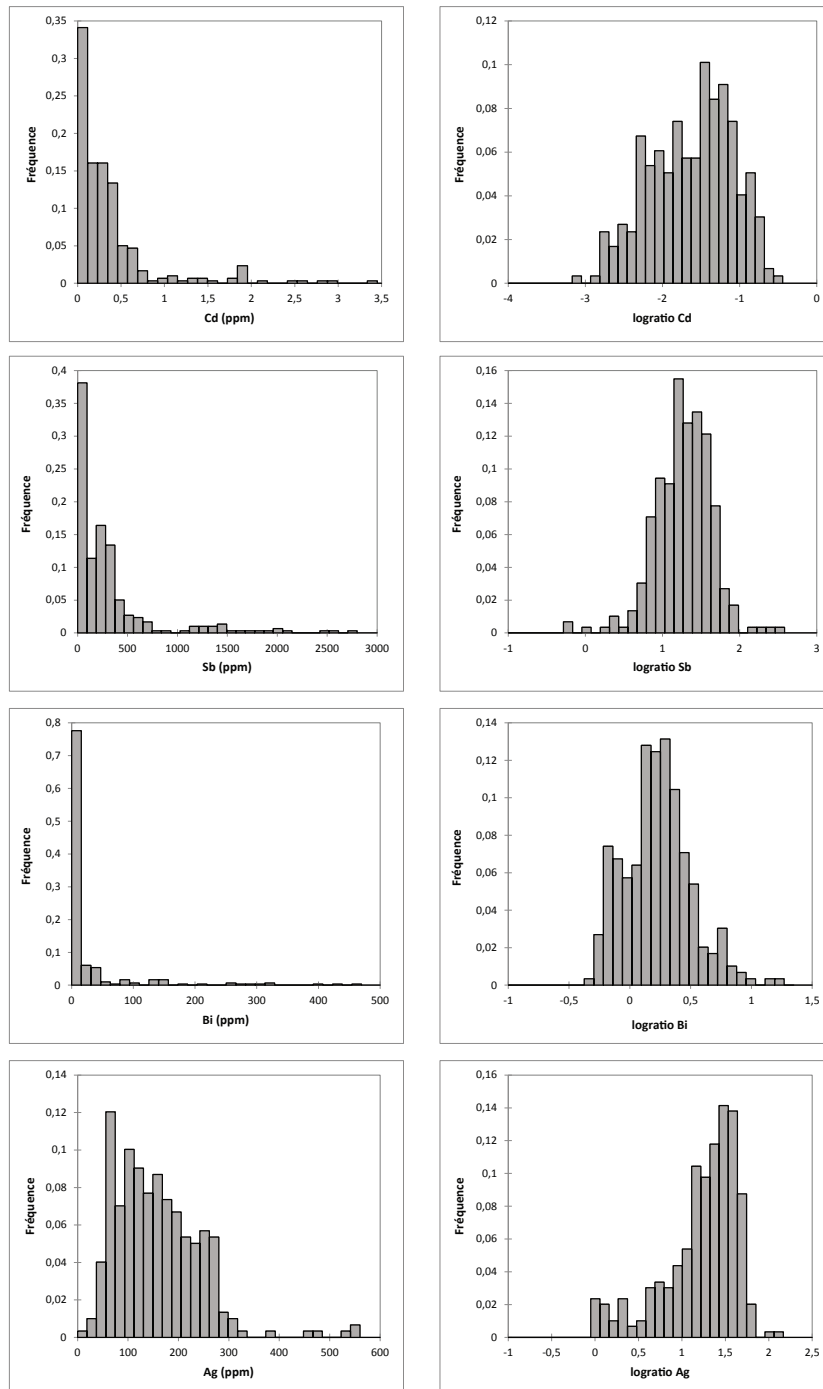 0,35
0,3
0,25
0,2
0,15
0,1
0,05
0
Fréquence
0 0,5 1 1,5 2 2,5 3 3,5
Cd (ppm)
0,12
0,1
0,08
0,06
0,04
0,02
0
Fréquence
-4 -3 -2 -1 0
logratio Cd
0,4
0,35
0,3
0,25
0,2
0,15
0,1
0,05
0
Fréquence
0 500 1000 1500 2000 2500 3000
Sb (ppm)
0,16
0,14
0,12
0,1
0,08
0,06
0,04
0,02
0
Fréquence
-1 0 1 2 3
logratio Sb
0,8
0,7
0,6
0,5
0,4
0,3
0,2
0,1
0
Fréquence
0 100 200 300 400 500
Bi (ppm)
0,14
0,12
0,1
0,08
0,06
0,04
0,02
0
Fréquence
-1 -0,5 0 0,5 1 1,5
logratio Bi
0,14
0,12
0,1
0,08
0,06
0,04
0,02
0
Fréquence
0 100 200 300 400 500 600
Ag (ppm)
0,16
0,14
0,12
0,1
0,08
0,06
0,04
0,02
0
Fréquence
-1 -0,5 0 0,5 1 1,5 2 2,5
logratio Ag